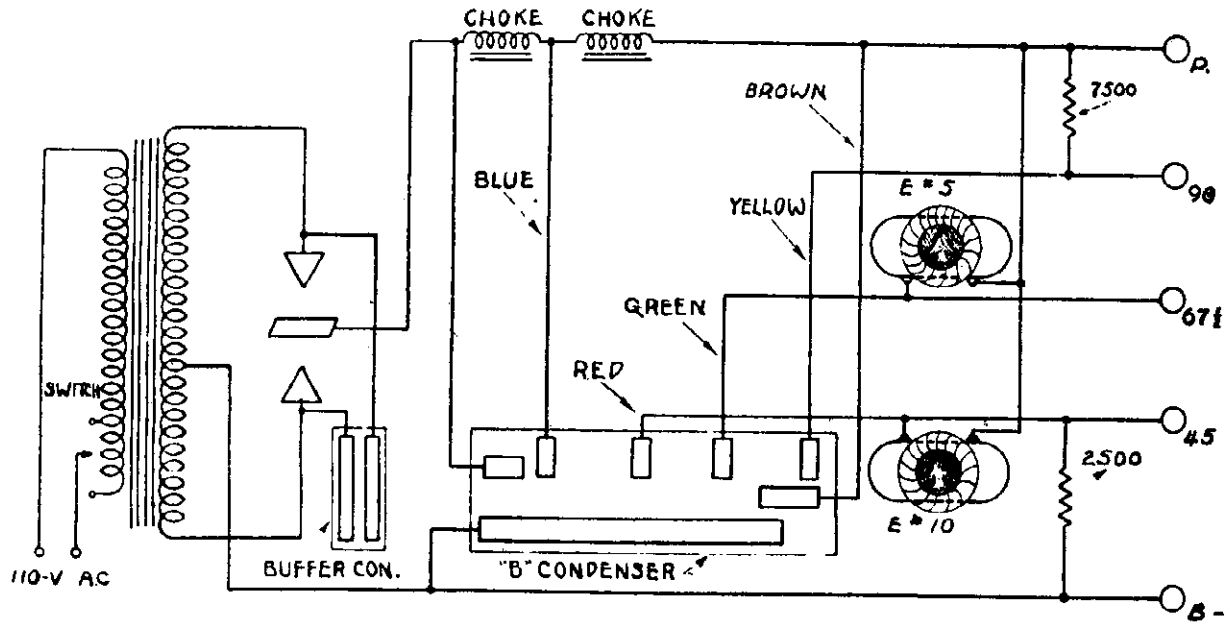 CHOKE CHOKE
P.
7500
BROWN
BLUE
90
E # 5
YELLOW
GREEN
67½
RED
SWITCH
45
2500
E # 10
BUFFER CON.
"B" CONDENSER
110-V A.C
B -